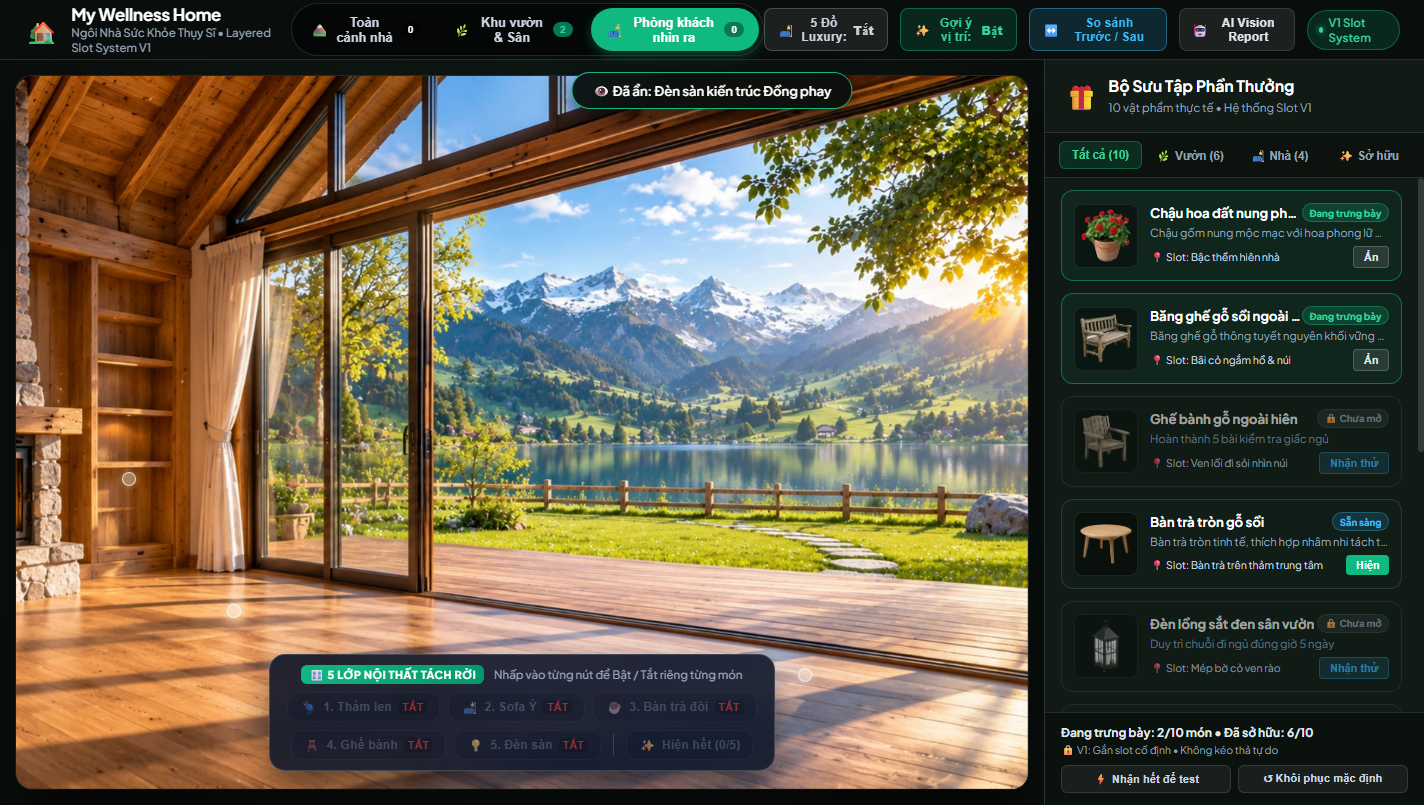 My Wellness Home
Ngôi Nhà Sức Khỏe Thụy Sĩ • Layered
Slot System V1
Toàn
cảnh nhà
0
Khu vườn
& Sân
2
Phòng khách
nhìn ra
0
5 Đồ
Luxury: Tắt
Gợi ý
vị trí: Bật
So sánh
Trước / Sau
AI Vision
Report
V1 Slot
System
Đã ẩn: Đèn sàn kiến trúc Đồng phay
5 LỚP NỘI THẤT TÁCH RỜI Nhấp vào từng nút để Bật / Tắt riêng từng món
1. Thảm len TẮT 2. Sofa Ý TẮT 3. Bàn trà đôi TẮT
4. Ghế bành TẮT 5. Đèn sàn TẮT Hiện hết (0/5)
Bộ Sưu Tập Phần Thưởng
10 vật phẩm thực tế • Hệ thống Slot V1
Tất cả (10) Vườn (6) Nhà (4) Sở hữu
Chậu hoa đất nung ph... Đang trưng bày
Chậu gốm nung mộc mạc với hoa phong lữ ...
Slot: Bậc thềm hiên nhà Ẩn
Băng ghế gỗ sồi ngoài ... Đang trưng bày
Băng ghế gỗ thông tuyết nguyên khối vững ...
Slot: Bãi cỏ ngắm hồ & núi Ẩn
Ghế bành gỗ ngoài hiên Chưa mở
Hoàn thành 5 bài kiểm tra giấc ngủ
Slot: Ven lối đi sỏi nhìn núi Nhận thử
Bàn trà tròn gỗ sồi Sẵn sàng
Bàn trà tròn tinh tế, thích hợp nhâm nhi tách t...
Slot: Bàn trà trên thảm trung tâm Hiện
Đèn lồng sắt đen sân vườn Chưa mở
Duy trì chuỗi đi ngủ đúng giờ 5 ngày
Slot: Mép bờ cỏ ven rào Nhận thử
Đang trưng bày: 2/10 món • Đã sở hữu: 6/10
V1: Gắn slot cố định • Không kéo thả tự do
Nhận hết để test ↺ Khôi phục mặc định